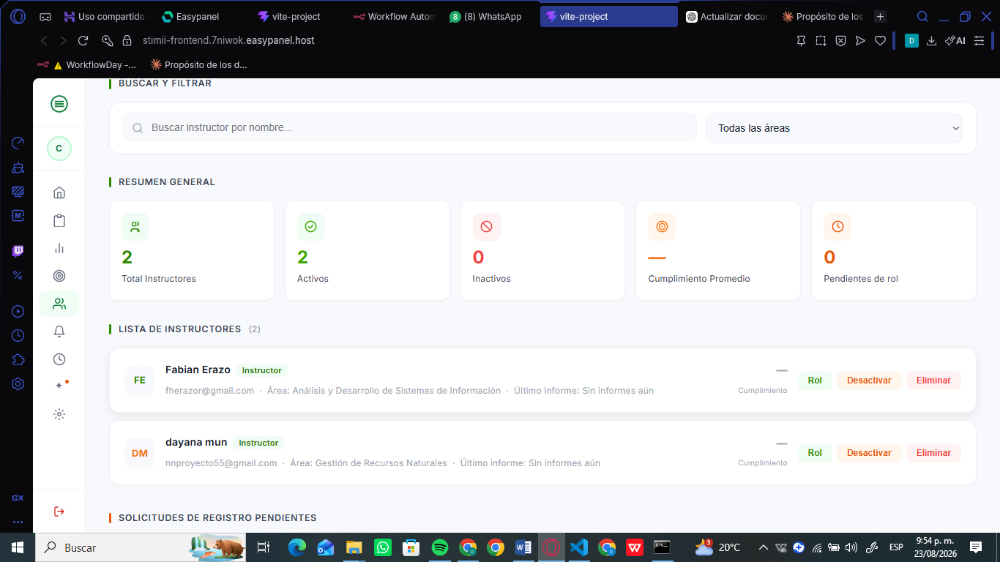 Uso compartido
Easypanel
vite-project
Workflow Autom
(8) WhatsApp
vite-project
Actualizar docun
Propósito de los
stimii-frontend.7niwok.easypanel.host
D
AI
WorkflowDay -...
Propósito de los d...
BUSCAR Y FILTRAR
Buscar instructor por nombre...
Todas las áreas
C
RESUMEN GENERAL
2
2
0
—
0
Total Instructores
Activos
Inactivos
Cumplimiento Promedio
Pendientes de rol
LISTA DE INSTRUCTORES (2)
FE
Fabian Erazo Instructor
fherazor@gmail.com · Área: Análisis y Desarrollo de Sistemas de Información · Último informe: Sin informes aún
—
Cumplimiento
Rol
Desactivar
Eliminar
DM
dayana mun Instructor
nnproyecto55@gmail.com · Área: Gestión de Recursos Naturales · Último informe: Sin informes aún
—
Cumplimiento
Rol
Desactivar
Eliminar
SOLICITUDES DE REGISTRO PENDIENTES
GX
Buscar
3
20°C
ESP
9:54 p. m.
23/08/2026